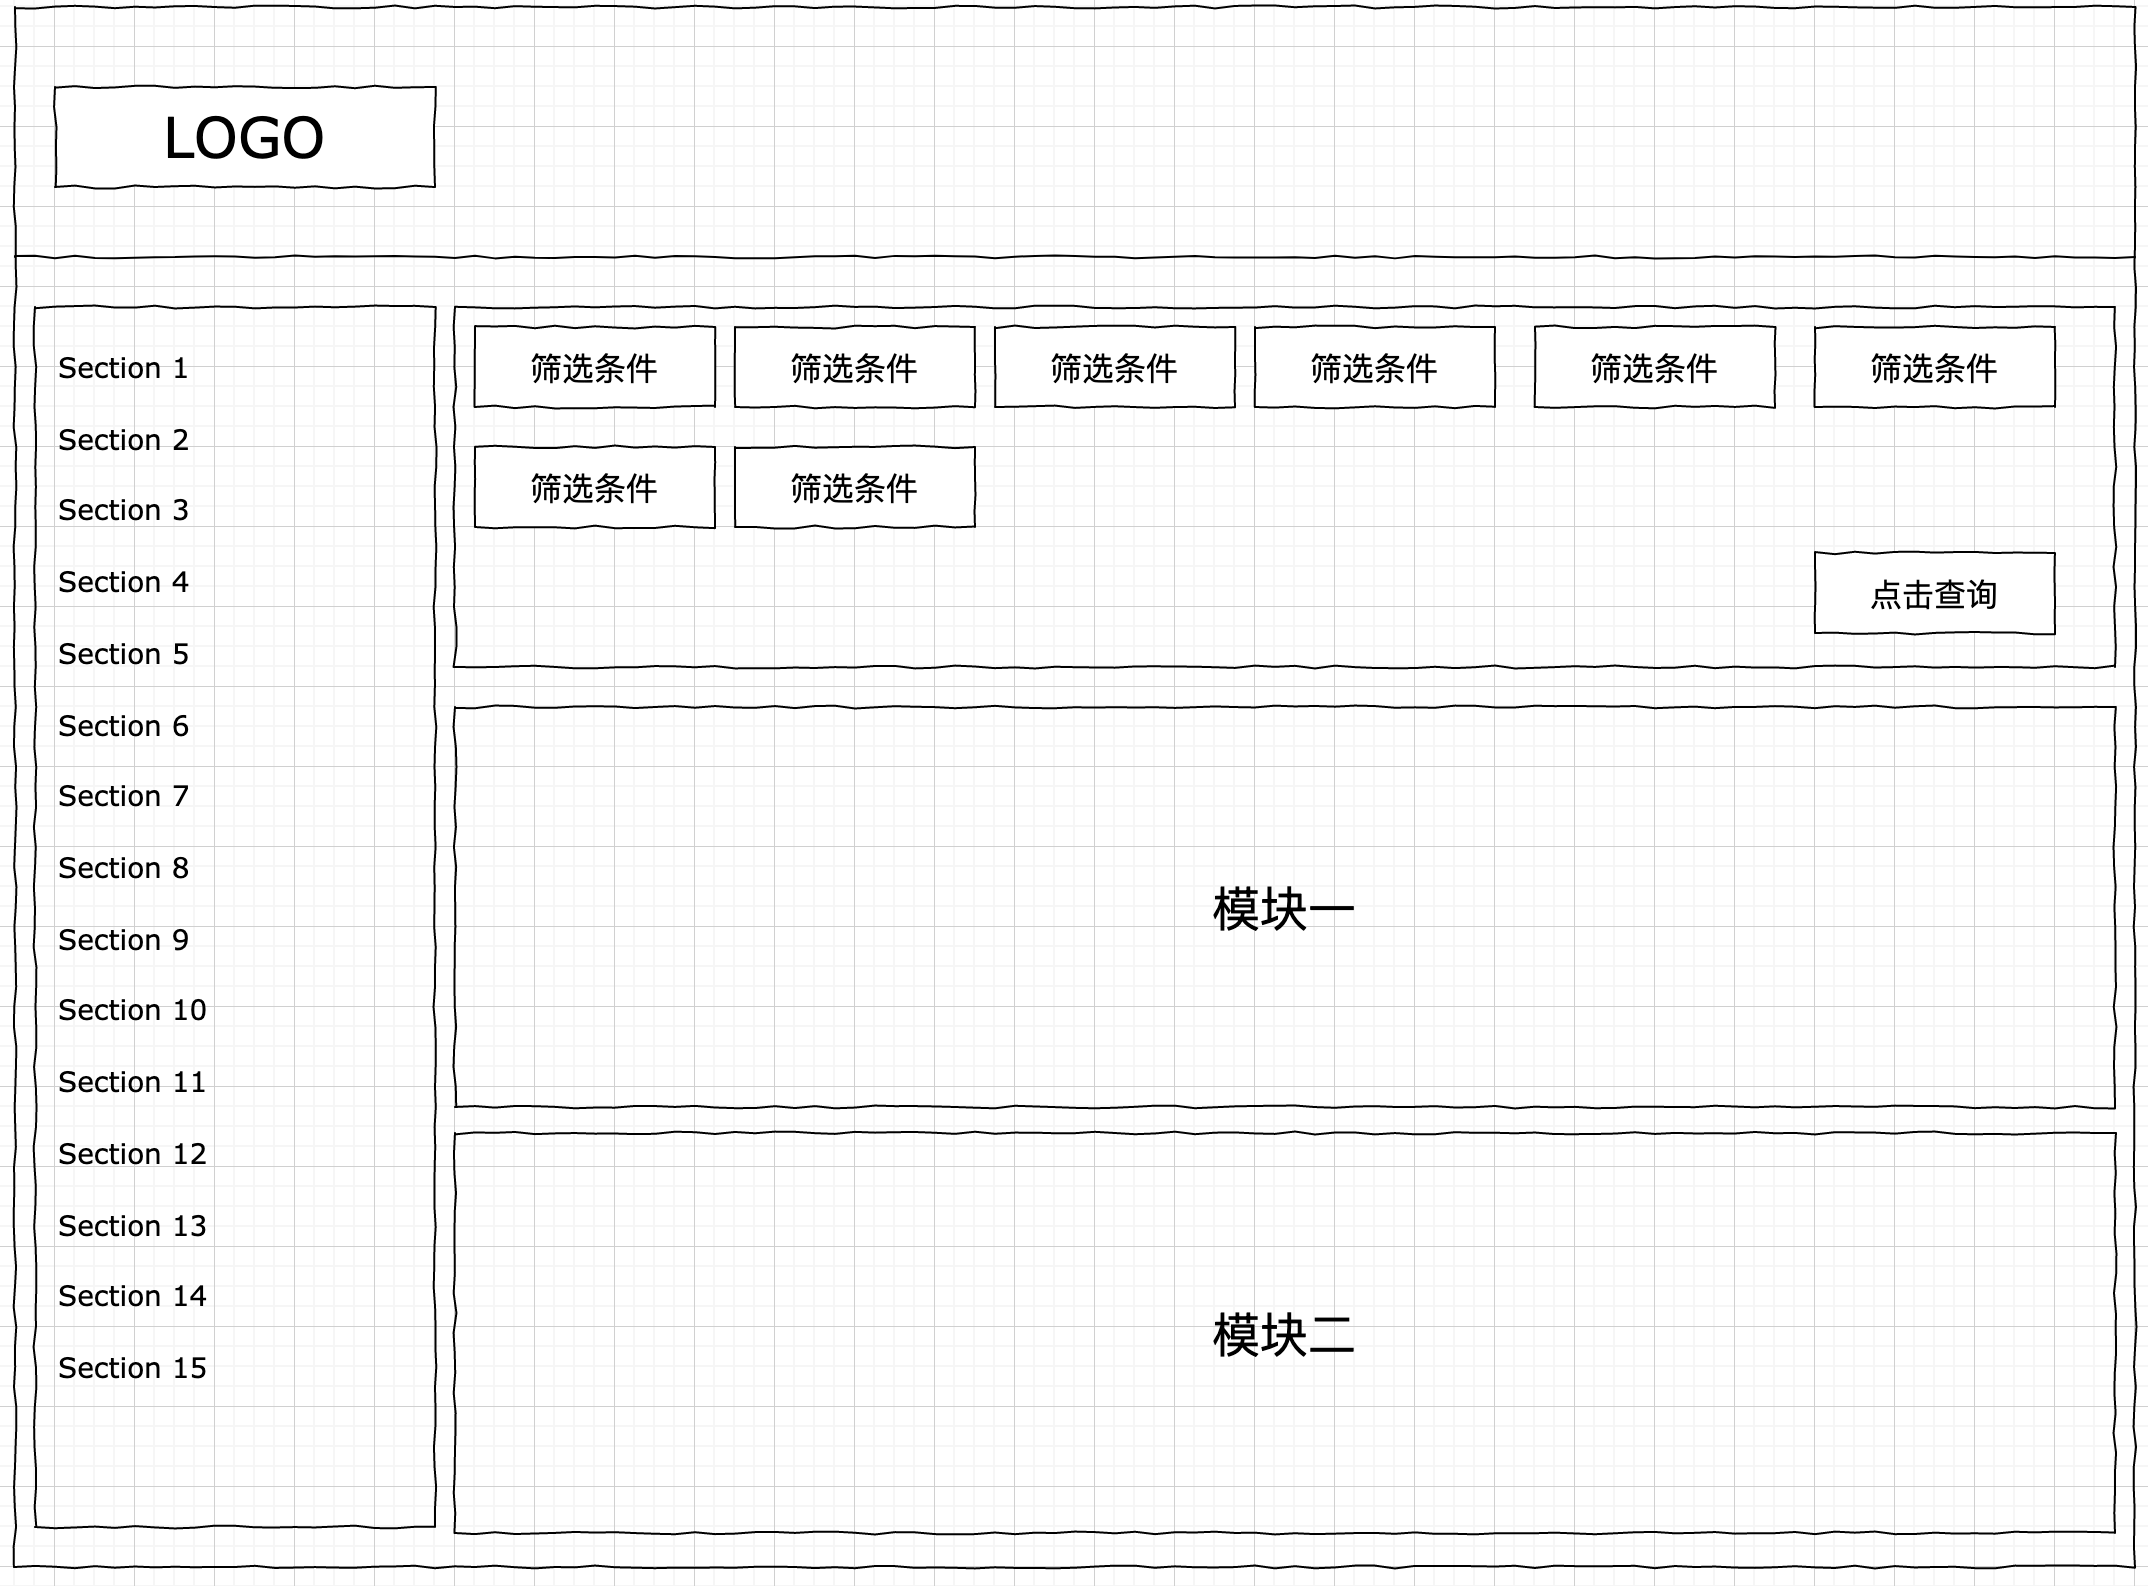 LOGO
Section 1
Section 2
Section 3
Section 4
Section 5
Section 6
Section 7
Section 8
Section 9
Section 10
Section 11
Section 12
Section 13
Section 14
Section 15
筛选条件 筛选条件 筛选条件 筛选条件 筛选条件 筛选条件
筛选条件 筛选条件
点击查询
模块一
模块二